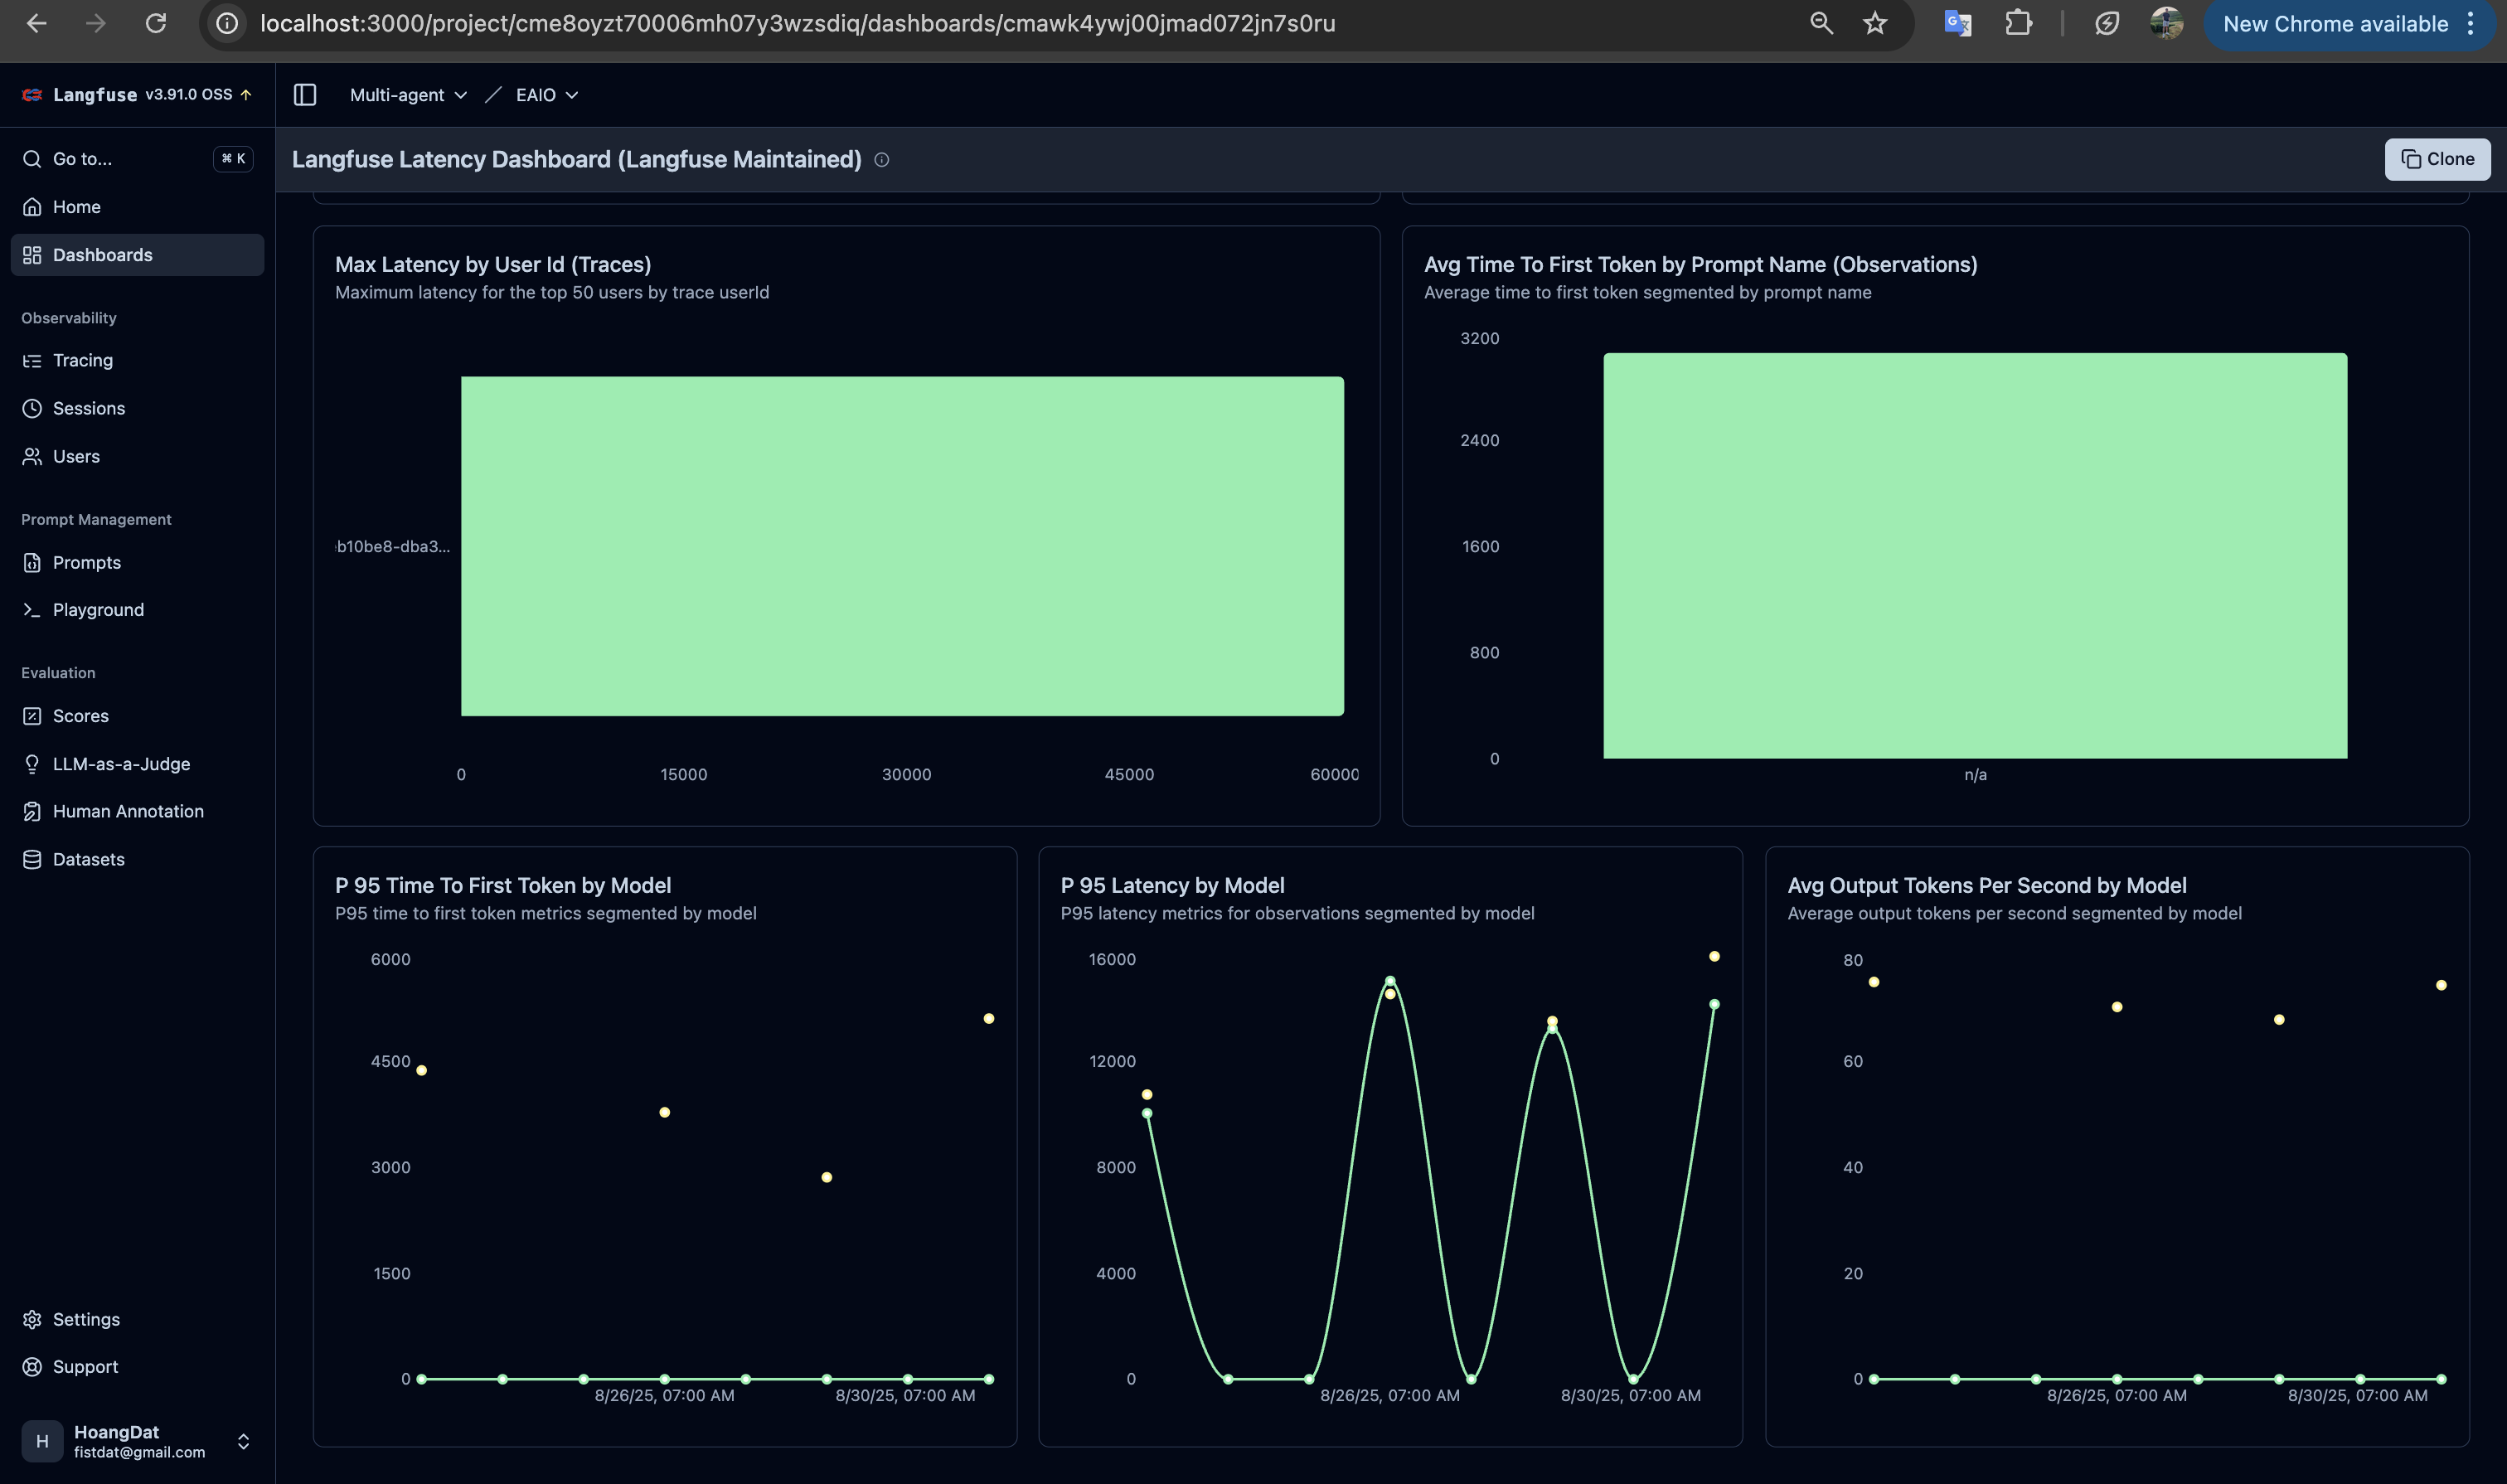 localhost:3000/project/cme8oyzt70006mh07y3wzsdiq/dashboards/cmawk4ywj00jmad072jn7s0ru
New Chrome available
Langfuse v3.91.0 OSS
Multi-agent
EAIO
Go to...
⌘ K
Home
Dashboards
Observability
Tracing
Sessions
Users
Prompt Management
Prompts
Playground
Evaluation
Scores
LLM-as-a-Judge
Human Annotation
Datasets
Settings
Support
H
HoangDat
fistdat@gmail.com
Langfuse Latency Dashboard (Langfuse Maintained)
Clone
Max Latency by User Id (Traces)
Maximum latency for the top 50 users by trace userId
b10be8-dba3...
0
15000
30000
45000
60000
Avg Time To First Token by Prompt Name (Observations)
Average time to first token segmented by prompt name
3200
2400
1600
800
0
n/a
P 95 Time To First Token by Model
P95 time to first token metrics segmented by model
6000
4500
3000
1500
0
8/26/25, 07:00 AM
8/30/25, 07:00 AM
P 95 Latency by Model
P95 latency metrics for observations segmented by model
16000
12000
8000
4000
0
8/26/25, 07:00 AM
8/30/25, 07:00 AM
Avg Output Tokens Per Second by Model
Average output tokens per second segmented by model
80
60
40
20
0
8/26/25, 07:00 AM
8/30/25, 07:00 AM